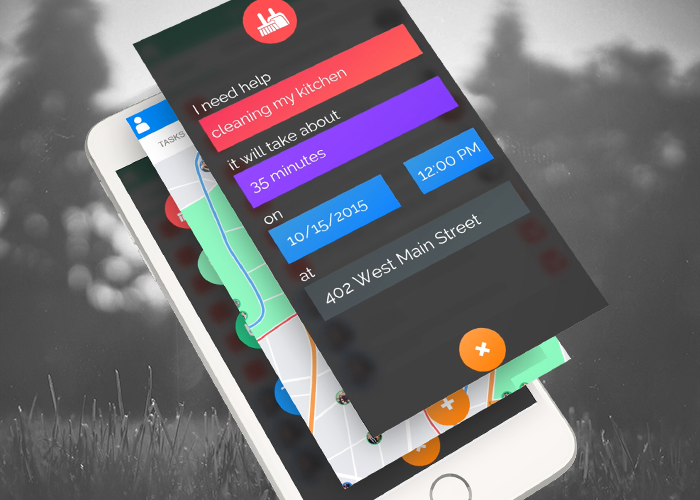 I need help
cleaning my kitchen
it will take about
35 minutes
on
10/15/2015 12:00 PM
at
402 West Main Street
TASKS